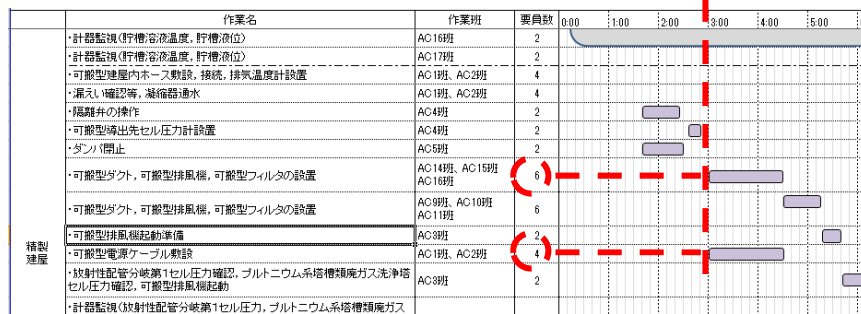 作業名 作業班 要員数 0:00 1:00 2:00 3:00 4:00 5:00
・計器監視(貯槽溶液温度, 貯槽液位) AC16班 2
・計器監視(貯槽溶液温度, 貯槽液位) AC17班 2
・可搬型建屋内ホース敷設, 接続, 排気温度計設置 AC1班、AC2班 4
・漏えい確認等, 凝縮器通水 AC1班、AC2班 4
・隔離弁の操作 AC4班 2
・可搬型導出先セル圧力計設置 AC4班 2
・ダンパ閉止 AC5班 2
・可搬型ダクト, 可搬型排風機, 可搬型フィルタの設置 AC14班、AC15班 6
AC16班
・可搬型ダクト, 可搬型排風機, 可搬型フィルタの設置 AC9班、AC10班 6
AC11班
・可搬型排風機起動準備 AC3班 2
精製
建屋
・可搬型電源ケーブル敷設 AC1班、AC2班 4
・放射性配管分岐第1セル圧力確認, プルトニウム系塔槽類廃ガス洗浄塔
セル圧力確認, 可搬型排風機起動 AC3班 2
・計器監視(放射性配管分岐第1セル圧力, プルトニウム系塔槽類廃ガス